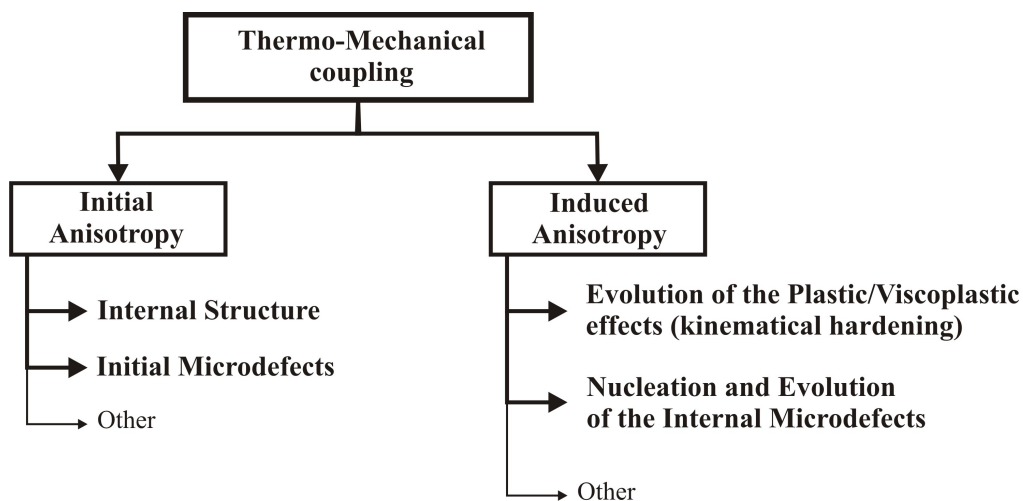 Thermo-Mechanical
coupling
Initial
Anisotropy
Internal Structure
Initial Microdefects
Other
Induced
Anisotropy
Evolution of the Plastic/Viscoplastic
effects (kinematical hardening)
Nucleation and Evolution
of the Internal Microdefects
Other